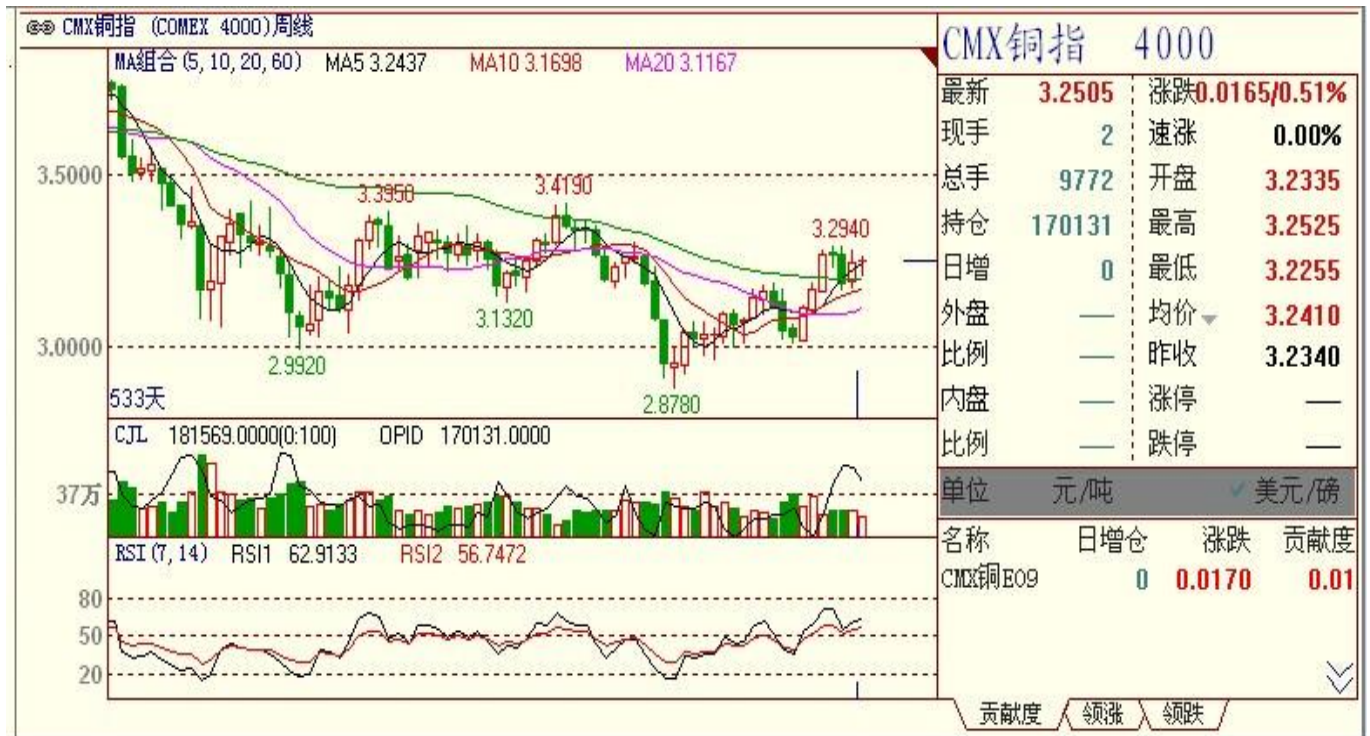 CMX铜指 (COMEX 4000)周线
MA组合(5,10,20,60) MA5 3.2437 MA10 3.1698 MA20 3.1167
3.5000
3.3950
3.4190
3.2940
3.1320
3.0000
2.9920
2.8780
533天
CJL 181569.0000(0:100) OPID 170131.0000
37万
RSI(7,14) RSI1 62.9133 RSI2 56.7472
80
50
20
CMX铜指 4000
最新 3.2505 涨跌0.0165/0.51%
现手 2 速涨 0.00%
总手 9772 开盘 3.2335
持仓 170131 最高 3.2525
日增 0 最低 3.2255
外盘 — 均价 3.2410
比例 — 昨收 3.2340
内盘 — 涨停 —
比例 — 跌停 —
单位 元/吨 ✓ 美元/磅
名称 日增仓 涨跌 贡献度
CMX铜E09 0 0.0170 0.01
贡献度 领涨 领跌